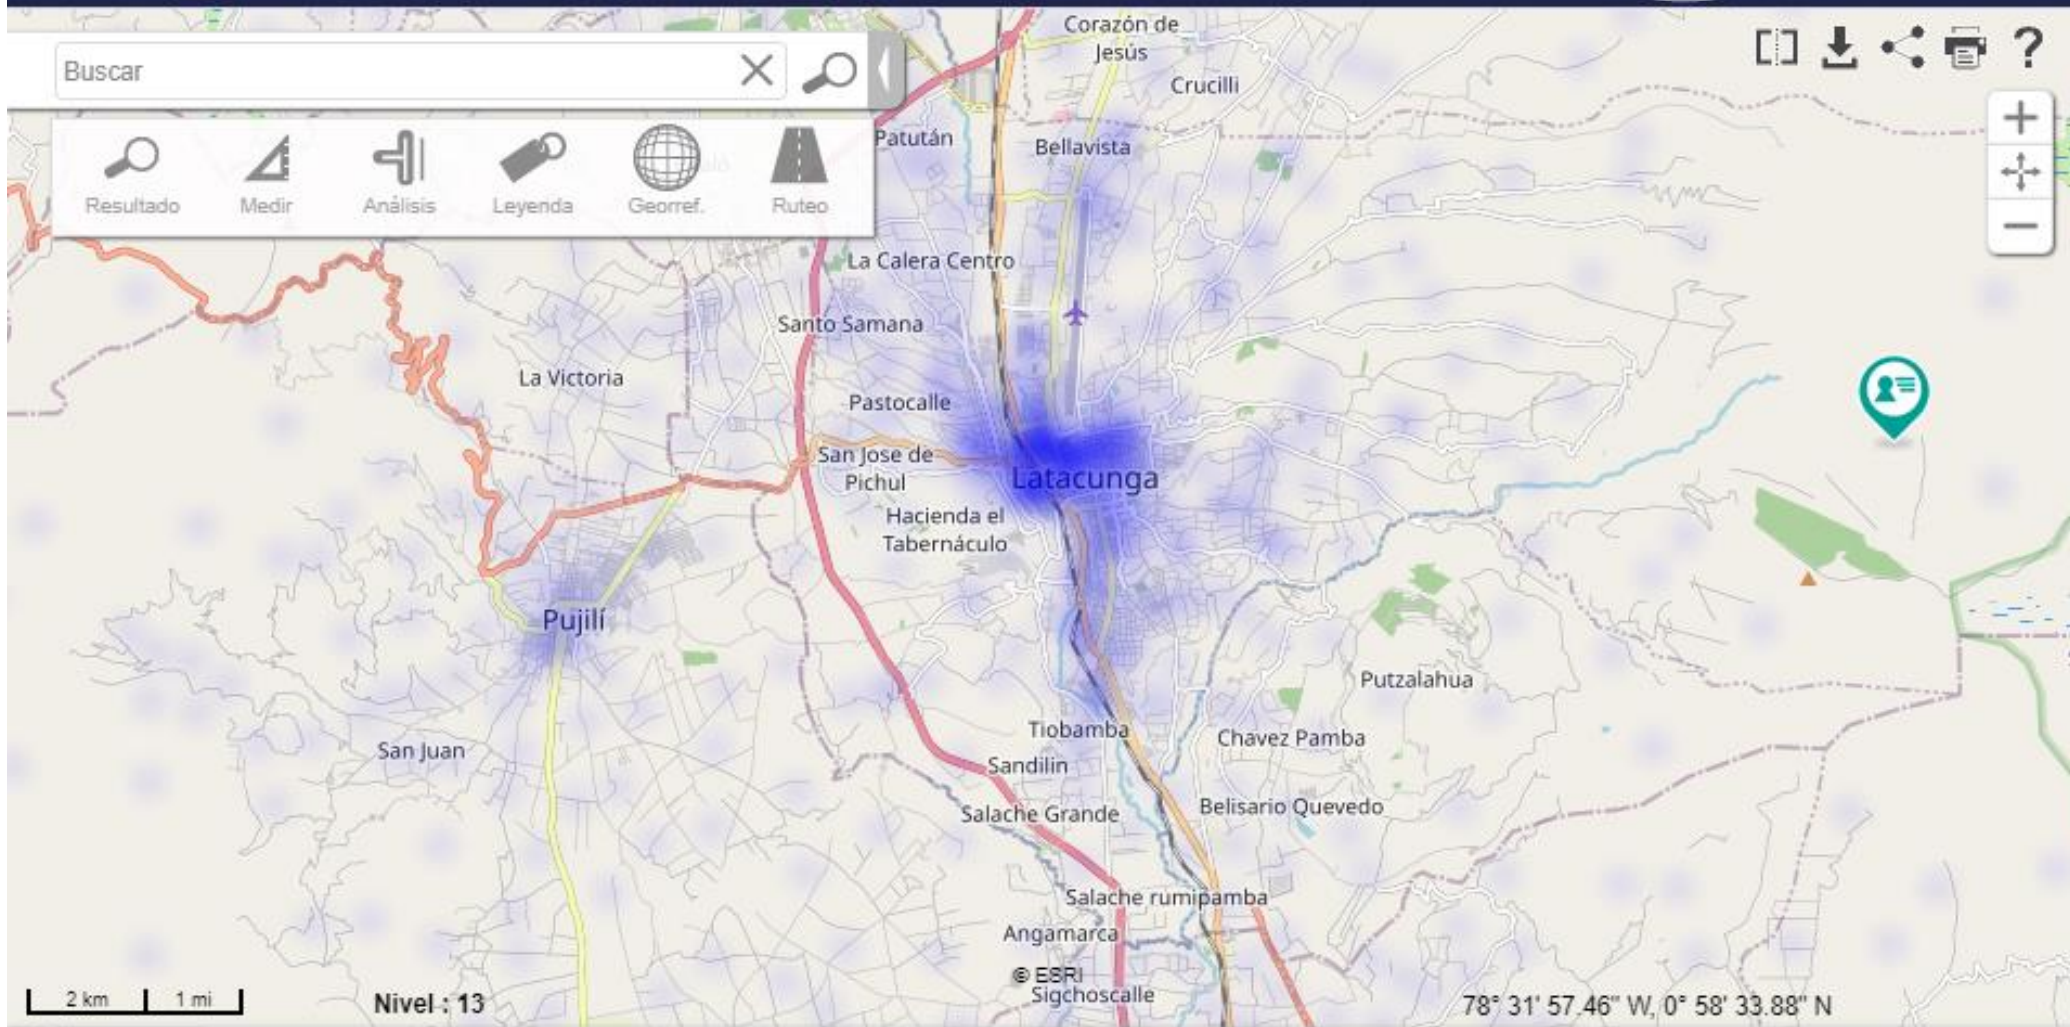 Corazón de
Jesús
Buscar
?
Crucilli
Patután
Bellavista
Resultado
Medir
Análisis
Leyenda
Georref.
Ruteo
La Calera Centro
Santo Samana
La Victoria
Pastocalle
San Jose de
Pichul
Latacunga
Hacienda el
Tabernáculo
Pujilí
Putzalahua
Tiobamba
Chavez Pamba
San Juan
Sandilin
Belisario Quevedo
Salache Grande
Salache rumipamba
Angamarca
© ESRI
Sigchoscalle
2 km
1 mi
Nivel : 13
78° 31' 57.46" W, 0° 58' 33.88" N